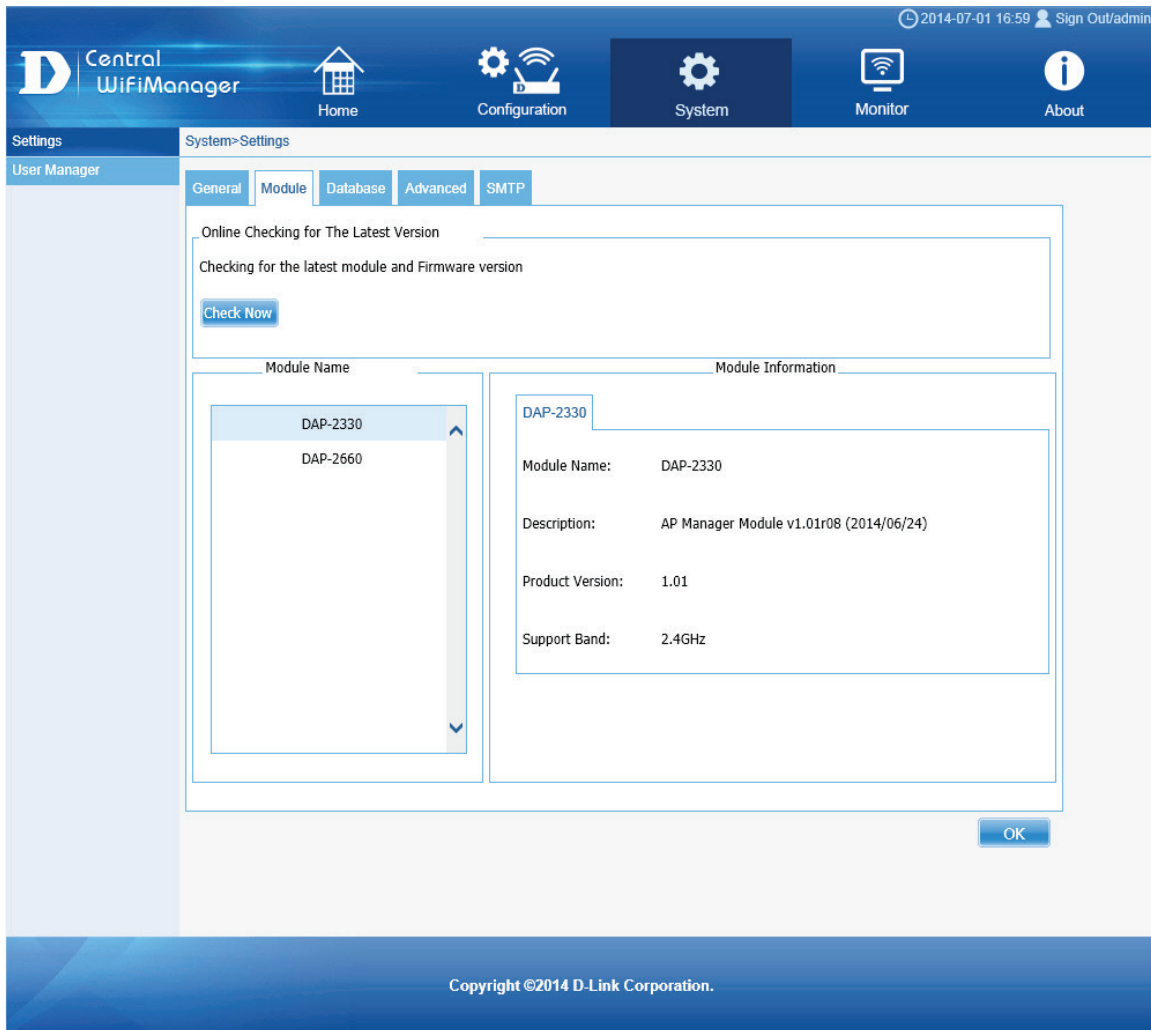 2014-07-01 16:59 Sign Out/admin
D Central
WiFiManager
Home
Configuration
System
Monitor
About
Settings
User Manager
System>Settings
General Module Database Advanced SMTP
Online Checking for The Latest Version
Checking for the latest module and Firmware version
Check Now
Module Name
DAP-2330
DAP-2660
Module Information
DAP-2330
Module Name: DAP-2330
Description: AP Manager Module v1.01r08 (2014/06/24)
Product Version: 1.01
Support Band: 2.4GHz
OK
Copyright ©2014 D-Link Corporation.